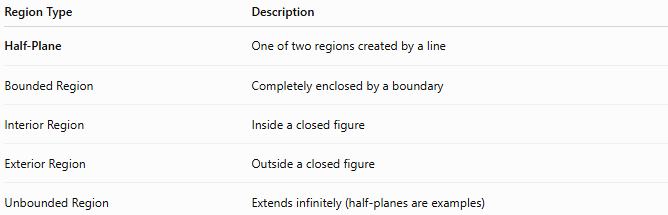 Region Type Description
Half-Plane One of two regions created by a line
Bounded Region Completely enclosed by a boundary
Interior Region Inside a closed figure
Exterior Region Outside a closed figure
Unbounded Region Extends infinitely (half-planes are examples)